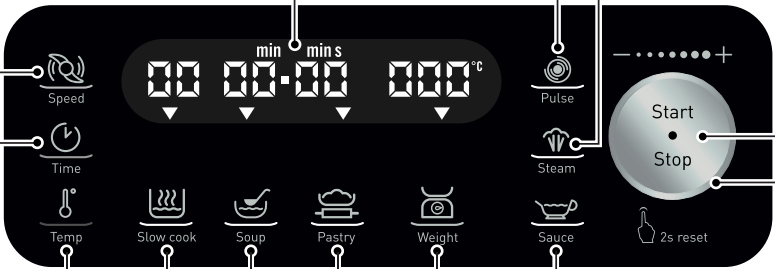 min min s
00 00 00 000 °C
Speed
Pulse
− +
Start
Stop
Time
Steam
Temp
Slow cook
Soup
Pastry
Weight
Sauce
2s reset